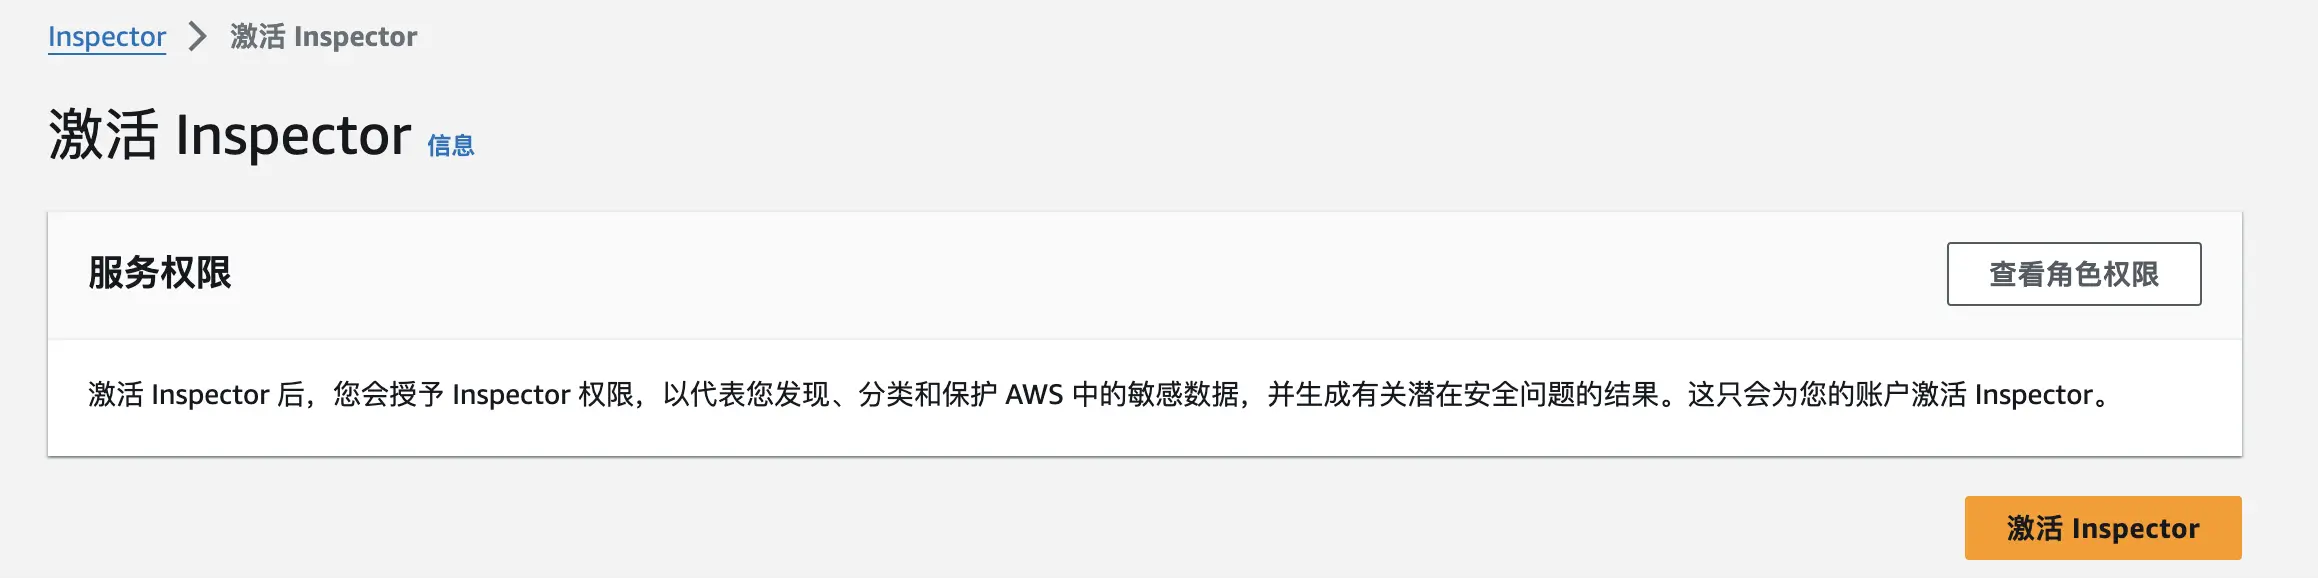 Inspector > 激活 Inspector
激活 Inspector 信息
服务权限
查看角色权限
激活 Inspector 后，您会授予 Inspector 权限，以代表您发现、分类和保护 AWS 中的敏感数据，并生成有关潜在安全问题的结果。这只会为您的账户激活 Inspector。
激活 Inspector